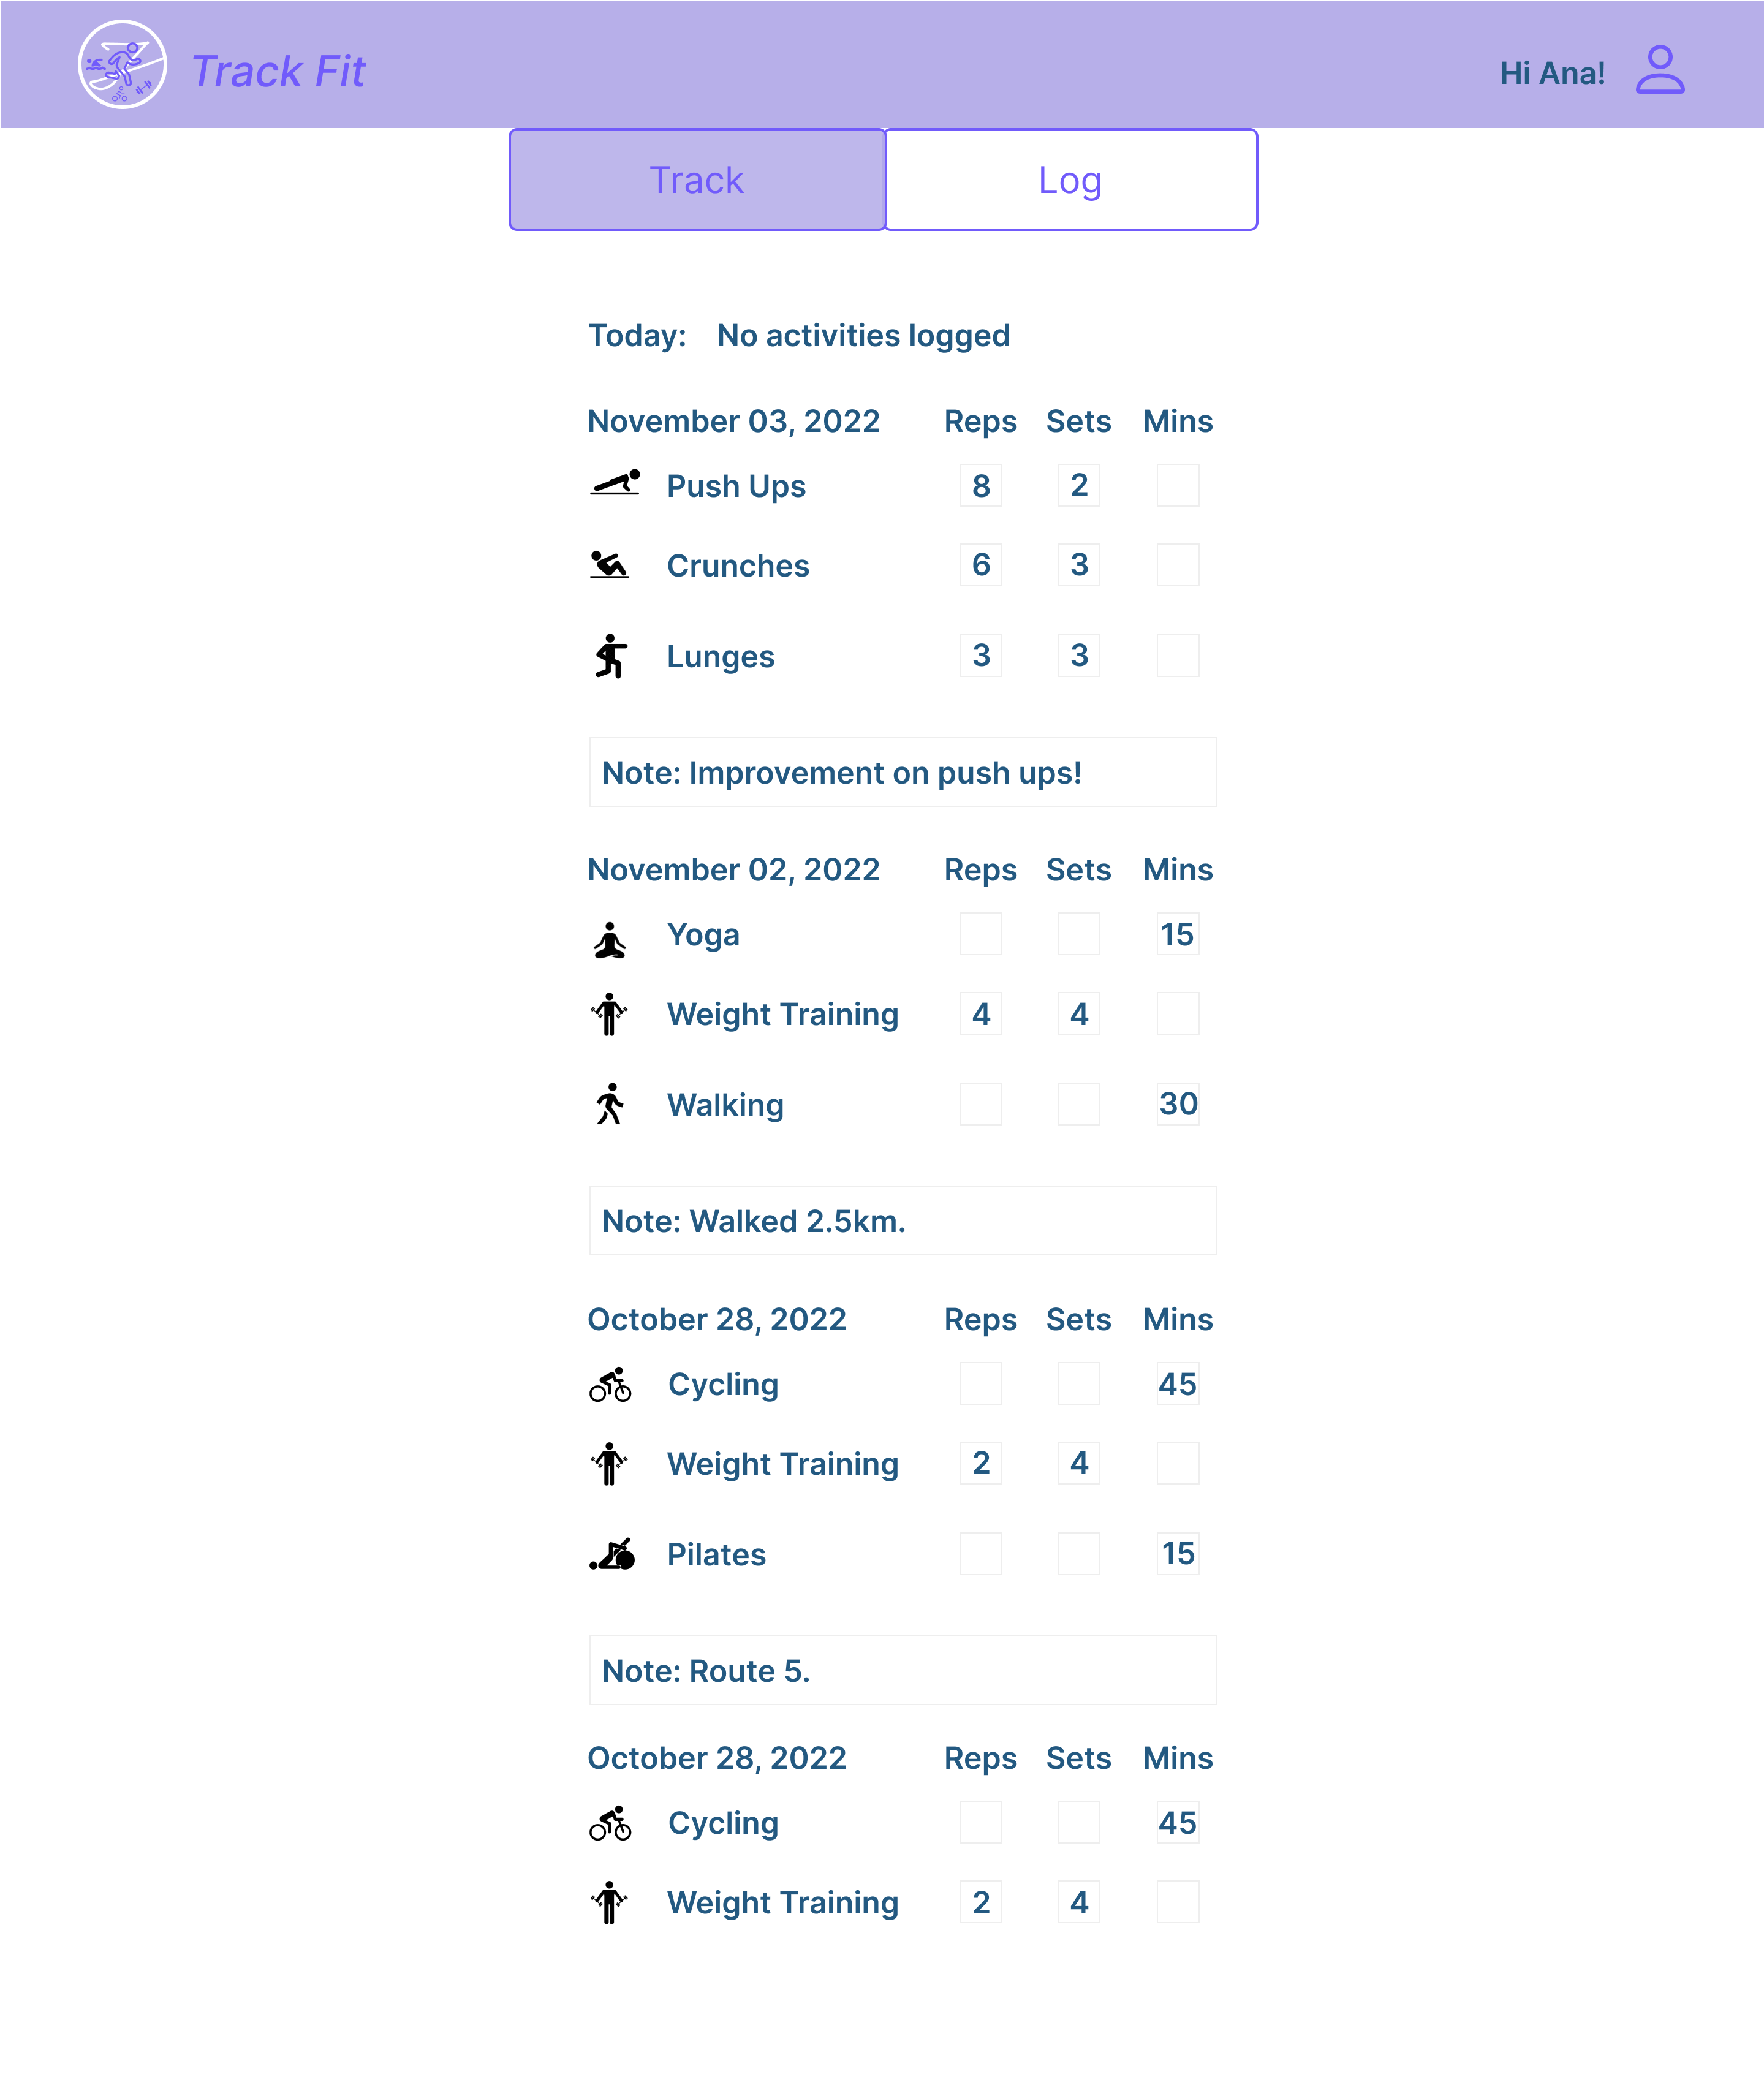 Track Fit
Hi Ana!
Track Log
Today: No activities logged
November 03, 2022 Reps Sets Mins
Push Ups 8 2
Crunches 6 3
Lunges 3 3
Note: Improvement on push ups!
November 02, 2022 Reps Sets Mins
Yoga 15
Weight Training 4 4
Walking 30
Note: Walked 2.5km.
October 28, 2022 Reps Sets Mins
Cycling 45
Weight Training 2 4
Pilates 15
Note: Route 5.
October 28, 2022 Reps Sets Mins
Cycling 45
Weight Training 2 4